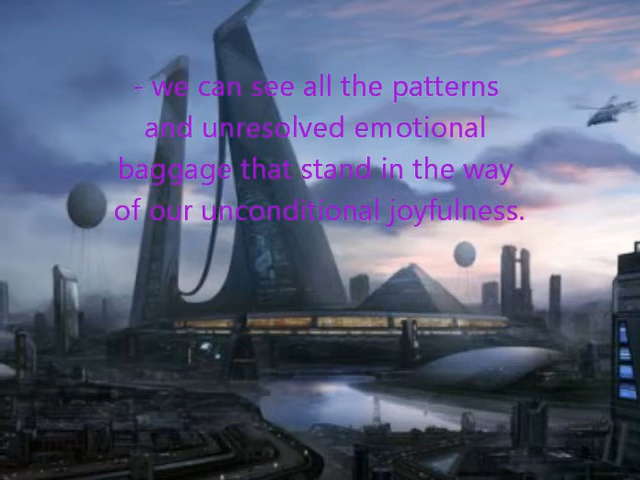 - we can see all the patterns
and unresolved emotional
baggage that stand in the way
of our unconditional joyfulness.